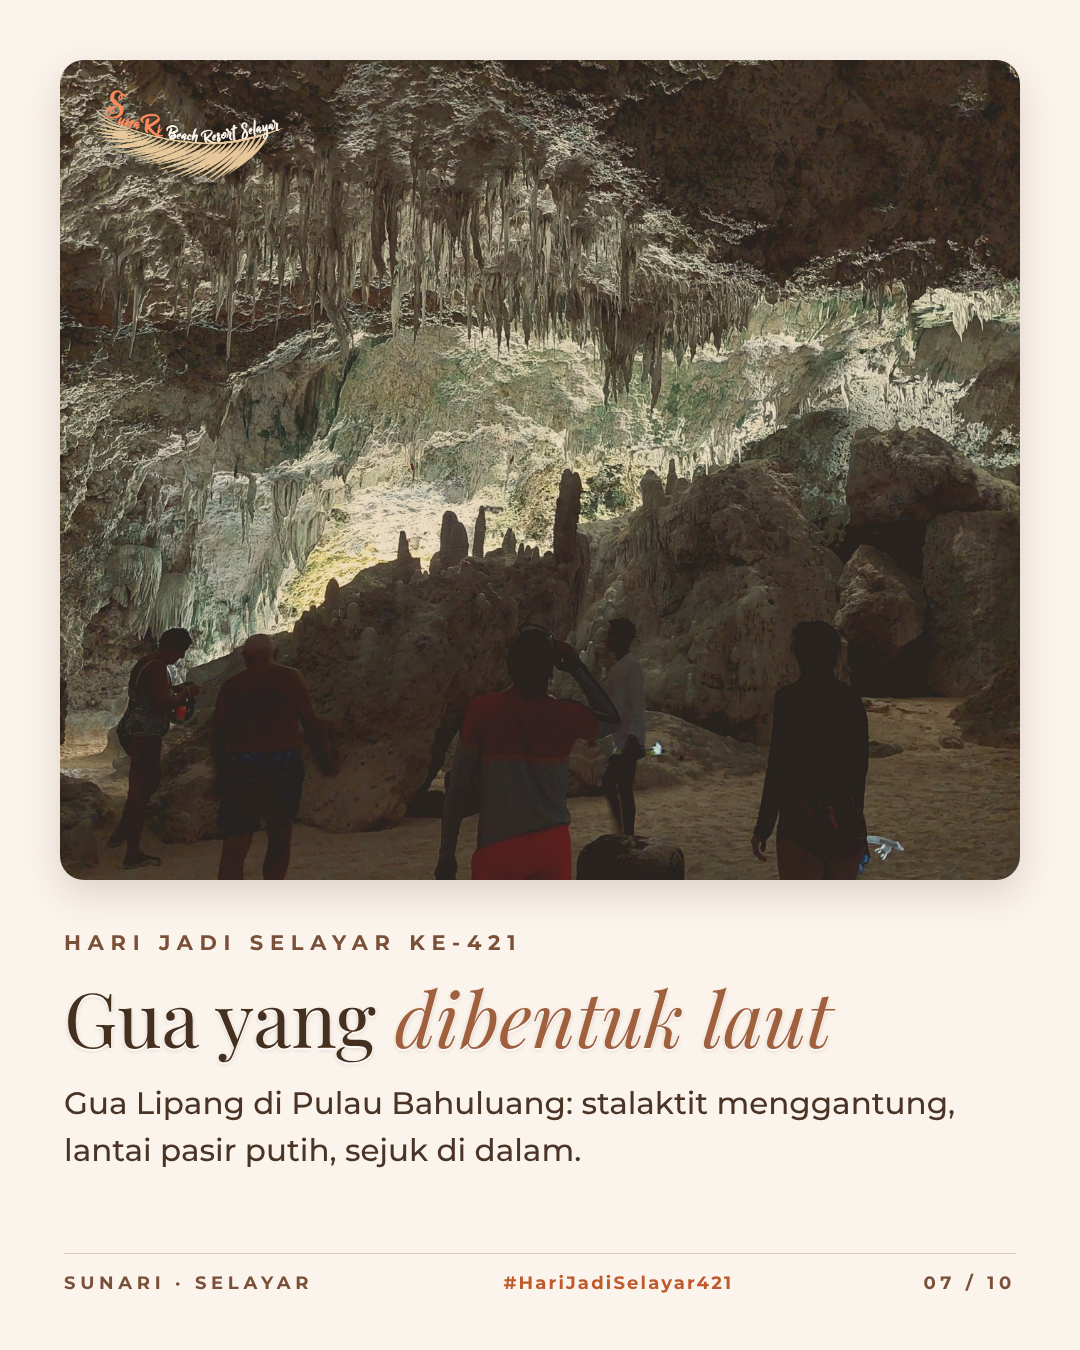 SunaRi Beach Resort Selayar
HARI JADI SELAYAR KE-421
Gua yang dibentuk laut
Gua Lipang di Pulau Bahuluang: stalaktit menggantung,
lantai pasir putih, sejuk di dalam.
SUNARI · SELAYAR
#HariJadiSelayar421
07 / 10